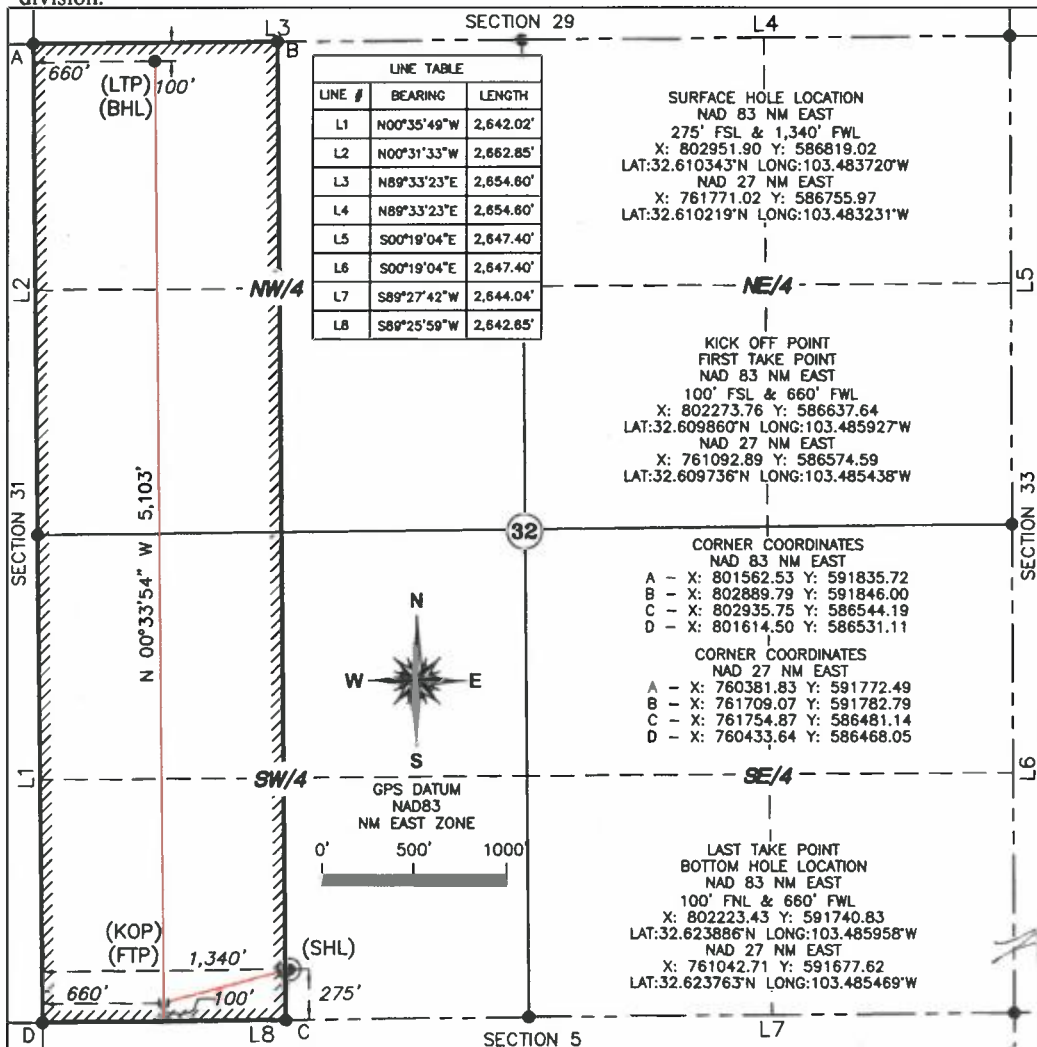 division.
SECTION 29
L3
L4
A
B
660'
100'
(LTP)
(BHL)
LINE TABLE
LINE # BEARING LENGTH
L1 N00°35'49"W 2,642.02'
L2 N00°31'33"W 2,662.85'
L3 N89°33'23"E 2,654.60'
L4 N89°33'23"E 2,654.60'
L5 S00°19'04"E 2,647.40'
L6 S00°19'04"E 2,647.40'
L7 S89°27'42"W 2,644.04'
L8 S89°25'59"W 2,642.65'
SURFACE HOLE LOCATION
NAD 83 NM EAST
275' FSL & 1,340' FWL
X: 802951.90 Y: 586819.02
LAT:32.610343°N LONG:103.483720°W
NAD 27 NM EAST
X: 761771.02 Y: 586755.97
LAT:32.610219°N LONG:103.483231°W
L2
NW/4
NE/4
L5
KICK OFF POINT
FIRST TAKE POINT
NAD 83 NM EAST
100' FSL & 660' FWL
X: 802273.76 Y: 586637.64
LAT:32.609860°N LONG:103.485927°W
NAD 27 NM EAST
X: 761092.89 Y: 586574.59
LAT:32.609736°N LONG:103.485438°W
SECTION 31
N 00°33'54" W 5,103'
32
SECTION 33
CORNER COORDINATES
NAD 83 NM EAST
A - X: 801562.53 Y: 591835.72
B - X: 802889.79 Y: 591846.00
C - X: 802935.75 Y: 586544.19
D - X: 801614.50 Y: 586531.11
CORNER COORDINATES
NAD 27 NM EAST
A - X: 760381.83 Y: 591772.49
B - X: 761709.07 Y: 591782.79
C - X: 761754.87 Y: 586481.14
D - X: 760433.64 Y: 586468.05
N
W E
S
L1
SW/4
SE/4
L6
GPS DATUM
NAD83
NM EAST ZONE
0' 500' 1000'
LAST TAKE POINT
BOTTOM HOLE LOCATION
NAD 83 NM EAST
100' FNL & 660' FWL
X: 802223.43 Y: 591740.83
LAT:32.623886°N LONG:103.485958°W
NAD 27 NM EAST
X: 761042.71 Y: 591677.62
LAT:32.623763°N LONG:103.485469°W
(KOP)
(FTP)
1,340'
(SHL)
660'
100'
275'
D
L8
C
SECTION 5
L7